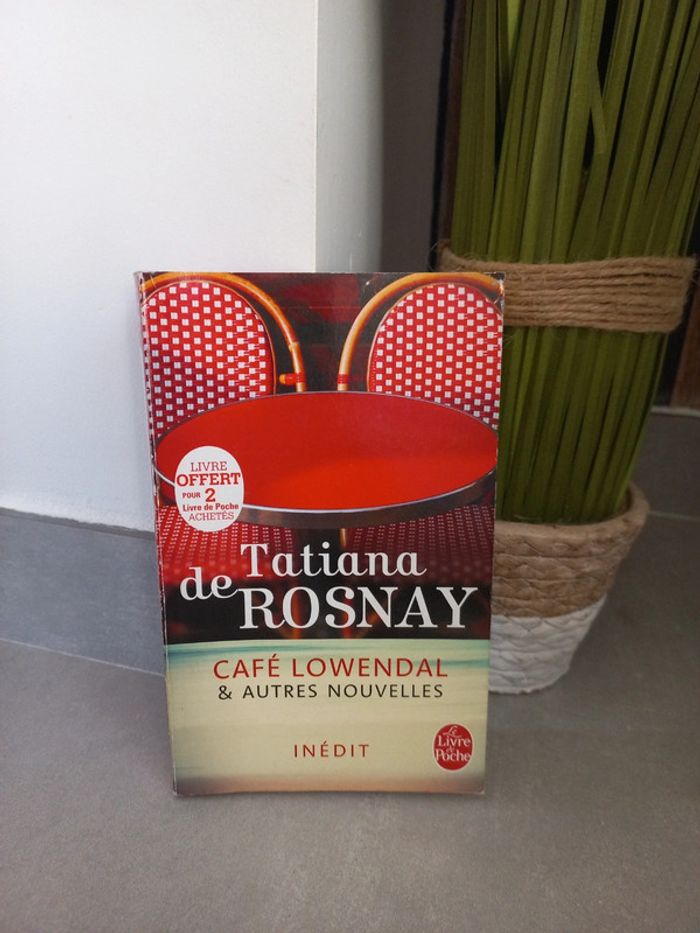 LIVRE
OFFERT
POUR 2
Livre de Poche
ACHETÉS
Tatiana
de ROSNAY
CAFÉ LOWENDAL
& AUTRES NOUVELLES
INÉDIT
Le
Livre
de
Poche